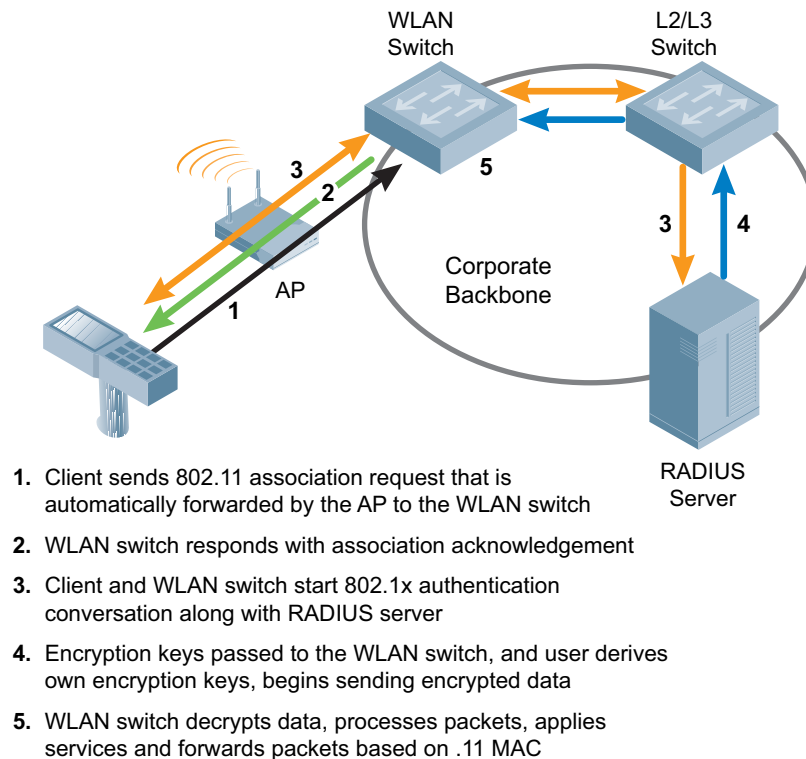 WLAN
Switch
L2/L3
Switch
3
2
1
5
3
4
AP
Corporate
Backbone
RADIUS
Server
1. Client sends 802.11 association request that is
automatically forwarded by the AP to the WLAN switch
2. WLAN switch responds with association acknowledgement
3. Client and WLAN switch start 802.1x authentication
conversation along with RADIUS server
4. Encryption keys passed to the WLAN switch, and user derives
own encryption keys, begins sending encrypted data
5. WLAN switch decrypts data, processes packets, applies
services and forwards packets based on .11 MAC